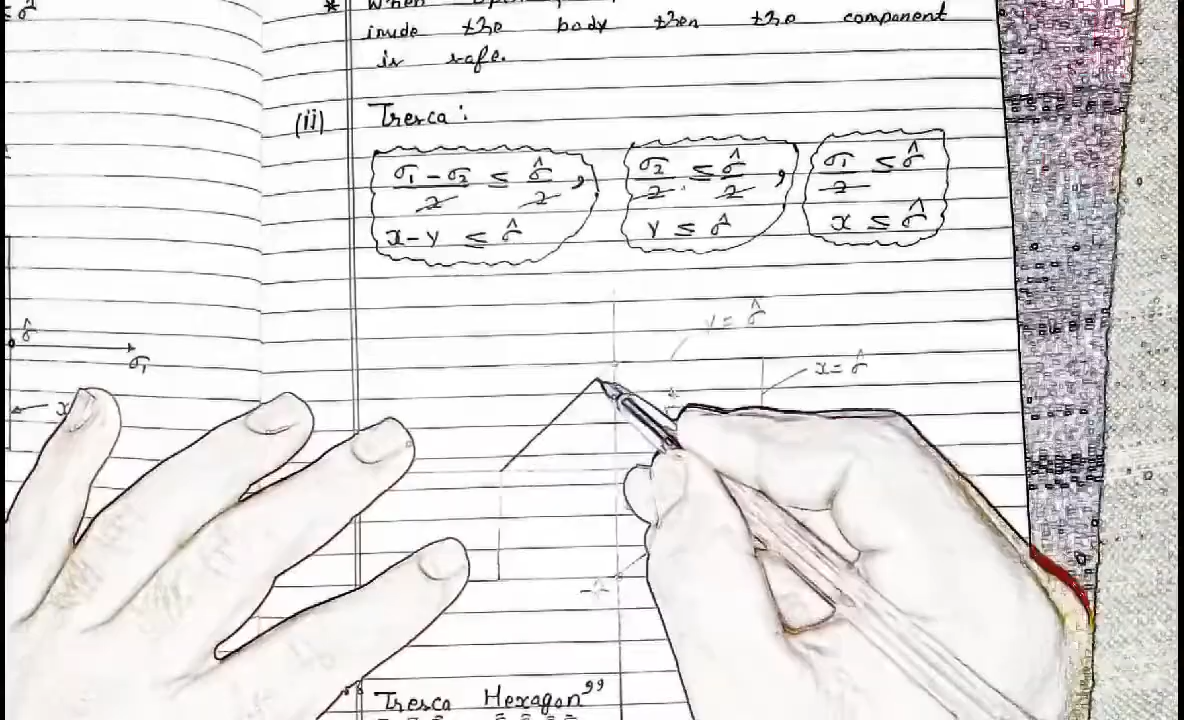 inside the body then the component
is safe.
(ii) Tresca :
σ1 - σ2 / 2 ≤ σ̂ / 2 , σ2 / 2 ≤ σ̂ / 2 , σ1 / 2 ≤ σ̂
x - y ≤ σ̂ y ≤ σ̂ x ≤ σ̂
y = σ̂
x = σ̂
σ̂
σ1
x
Tresca Hexagon"